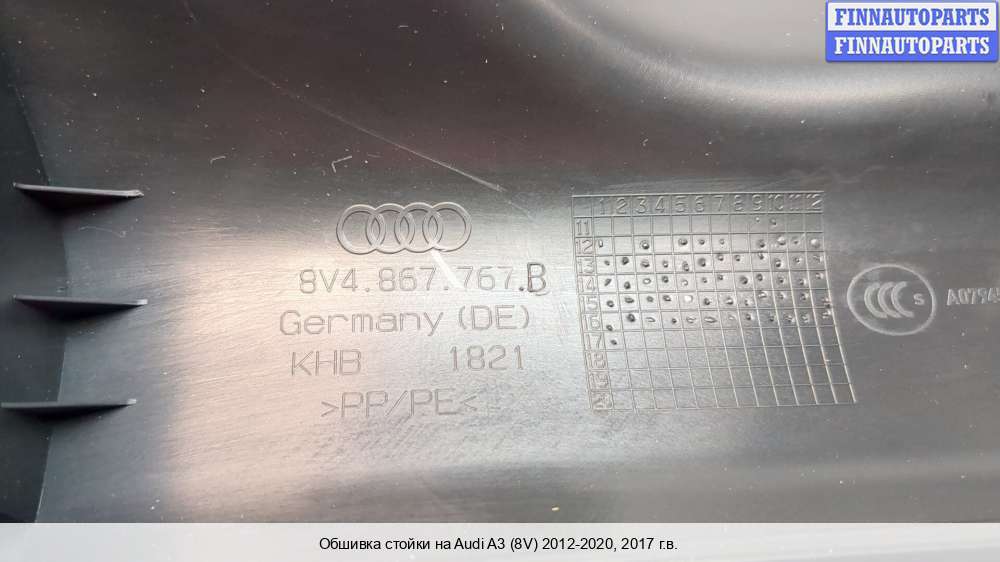 FINNAUTOPARTS
FINNAUTOPARTS
1 2 3 4 5 6 7 8 9 10 11 12
11
12
13
14
15
16
17
18
19
8V4.867.767.B
Germany (DE)
KHB 1821
>PP/PE<
CCC S
A0794
Обшивка стойки на Audi A3 (8V) 2012-2020, 2017 г.в.